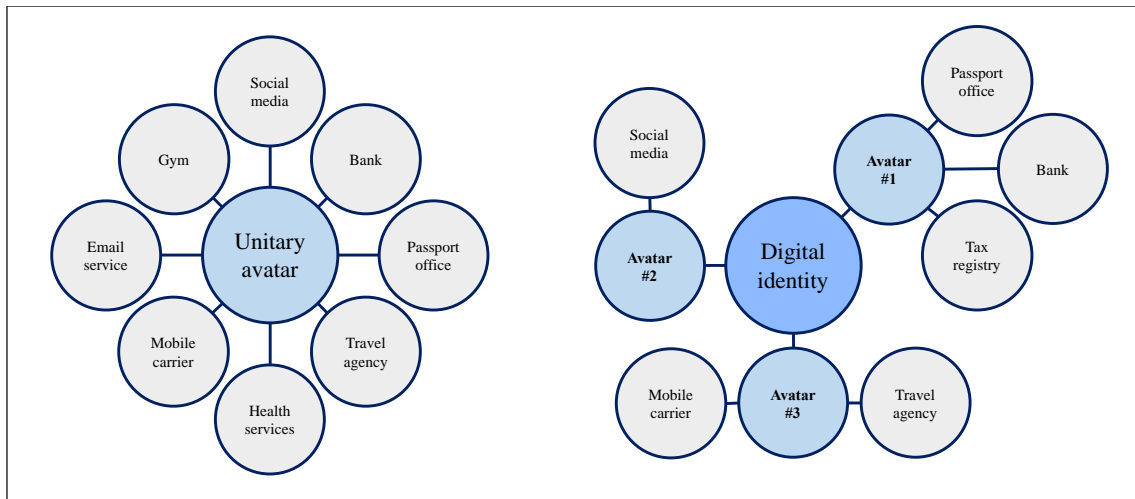 Social
media
Gym
Bank
Email
service
Unitary
avatar
Passport
office
Mobile
carrier
Travel
agency
Health
services
Passport
office
Social
media
Avatar
#1
Bank
Avatar
#2
Digital
identity
Tax
registry
Mobile
carrier
Avatar
#3
Travel
agency